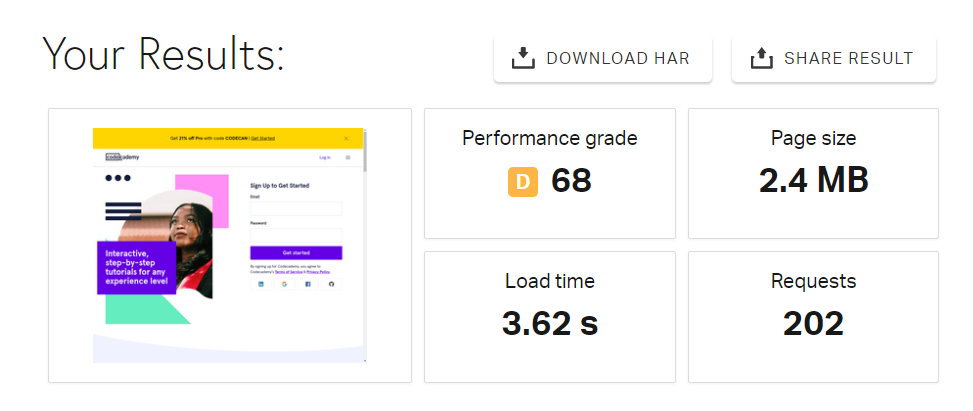 Your Results:
DOWNLOAD HAR
SHARE RESULT
Get 21% off Pro with code CODECAN | Get Started
codecademy
Log in
Sign Up to Get Started
Email
Password
Get started
By signing up for Codecademy, you agree to
Codecademy's Terms of Service & Privacy Policy.
Interactive,
step-by-step
tutorials for any
experience level
Performance grade
D 68
Page size
2.4 MB
Load time
3.62 s
Requests
202